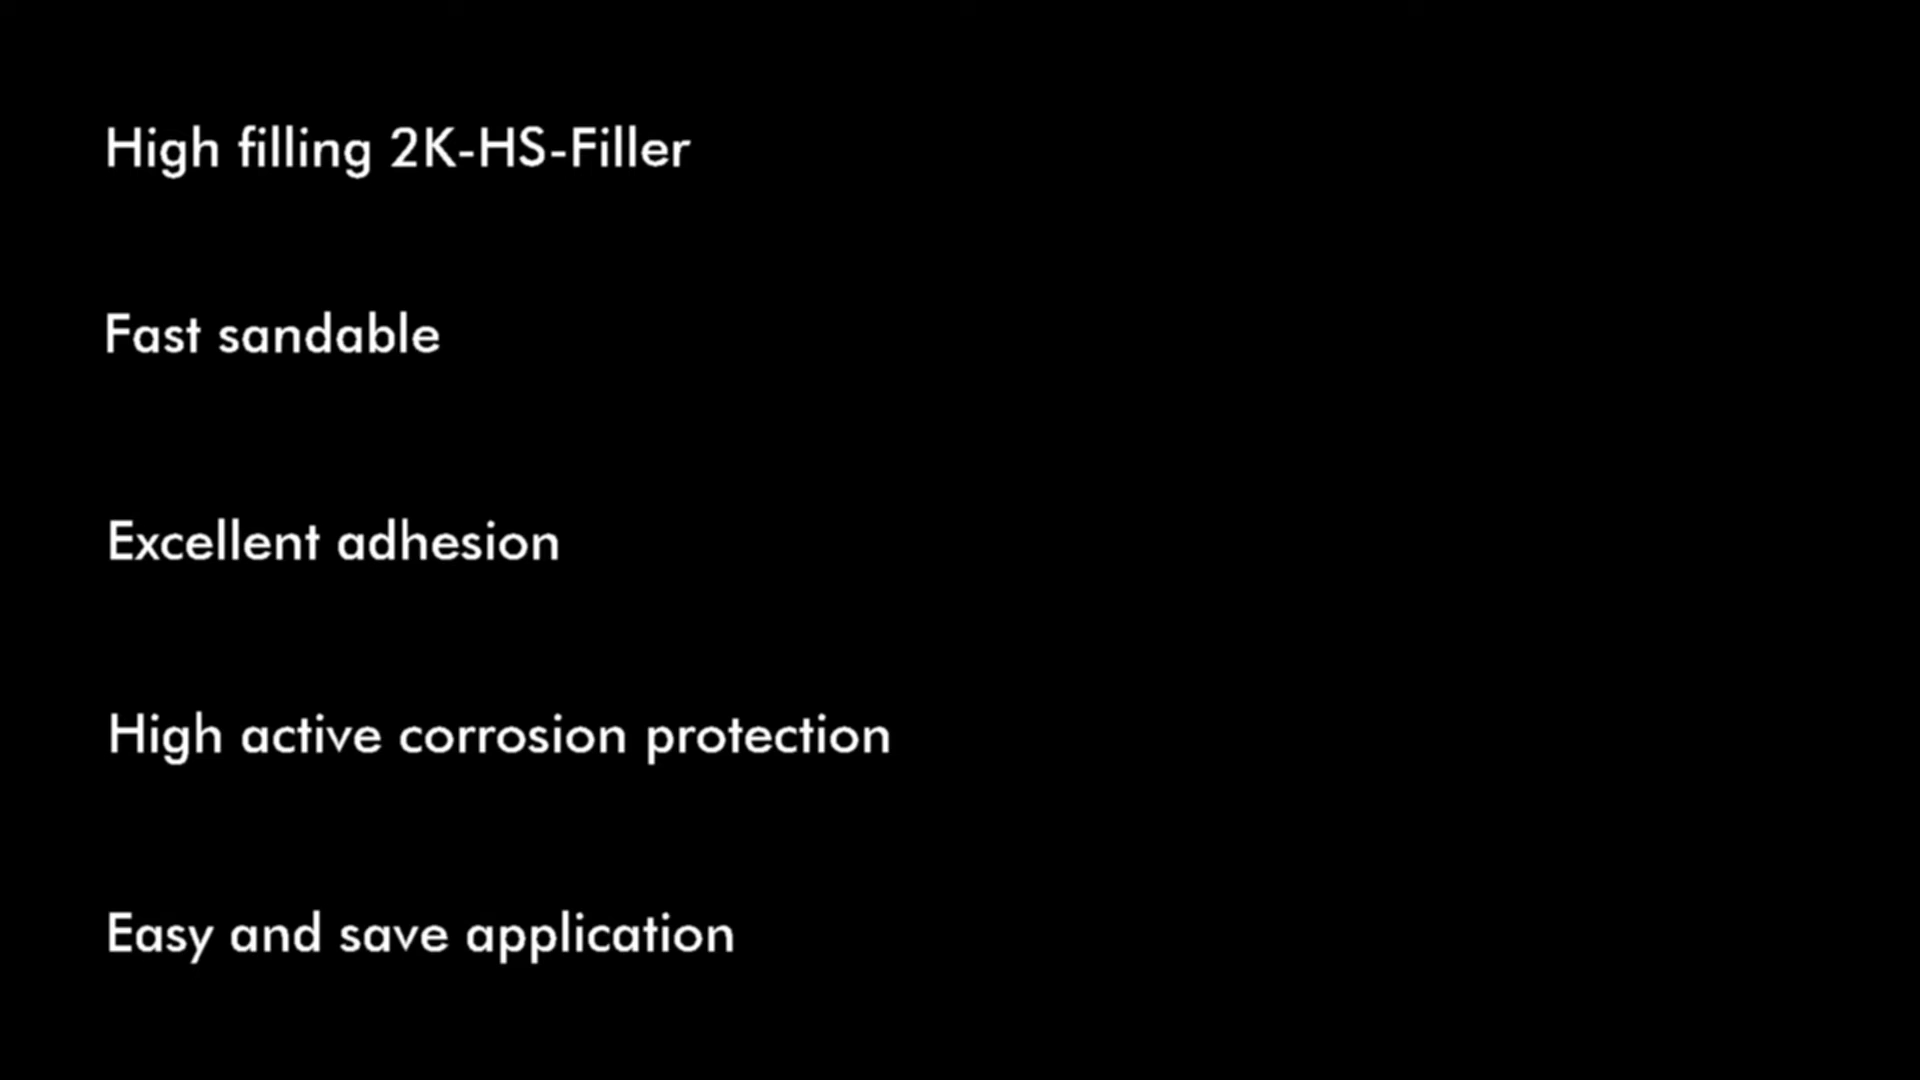 High filling 2K-HS-Filler
Fast sandable
Excellent adhesion
High active corrosion protection
Easy and save application